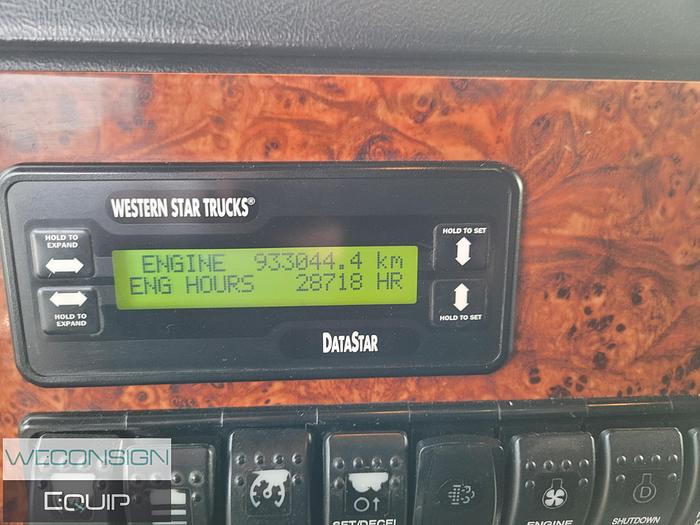 WESTERN STAR TRUCKS®
HOLD TO
EXPAND
HOLD TO SET
ENGINE 933044.4 km
ENG HOURS 28718 HR
HOLD TO
EXPAND
HOLD TO SET
DATASTAR
WECONSIGN
EQUIP
SET/DECEL
ENGINE
D
SHUTDOWN